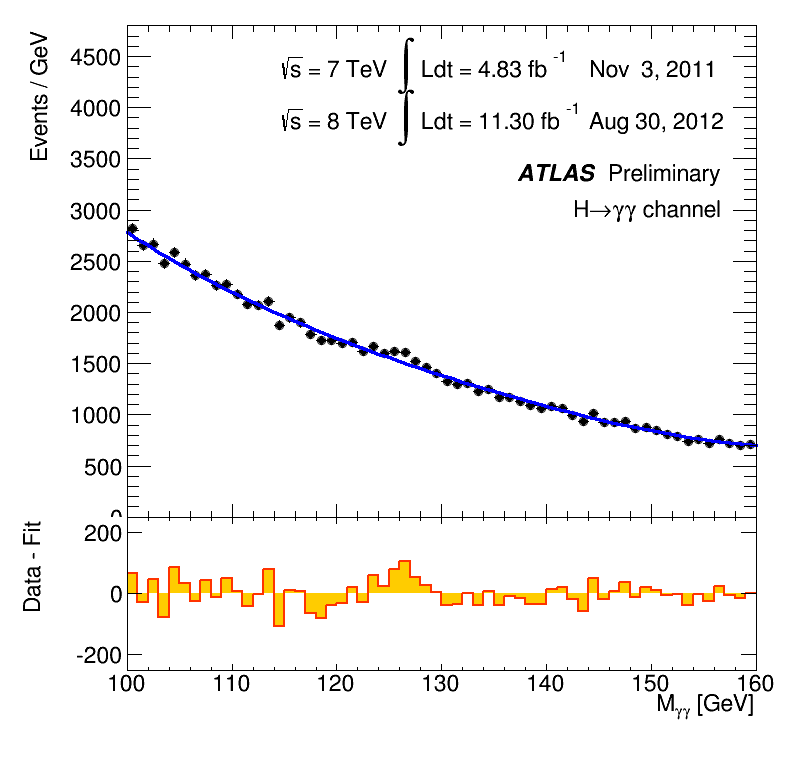 Events / GeV
4500
4000
3500
3000
2500
2000
1500
1000
500
0
√s = 7 TeV ∫ Ldt = 4.83 fb⁻¹ Nov 3, 2011
√s = 8 TeV ∫ Ldt = 11.30 fb⁻¹ Aug 30, 2012
ATLAS Preliminary
H→γγ channel
Data - Fit
200
0
-200
100 110 120 130 140 150 160
Mγγ [GeV]